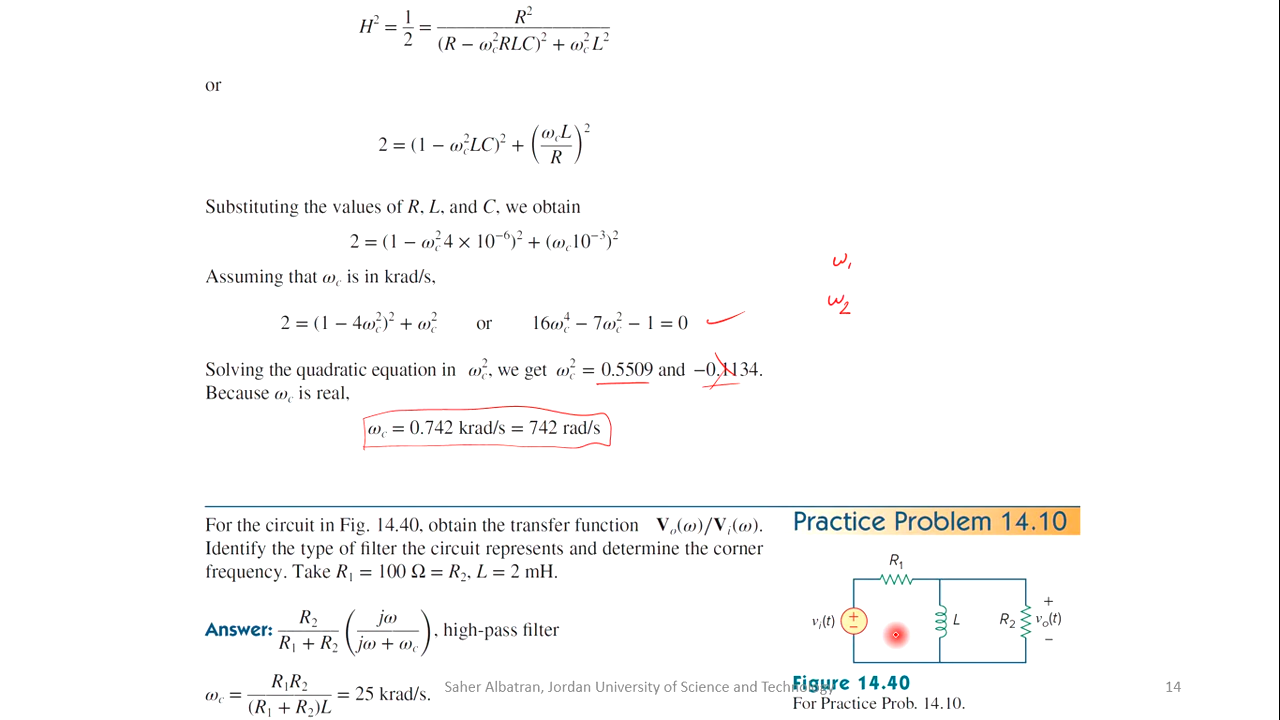 H² = 1/2 = R² / ((R − ω_c²RLC)² + ω_c²L²)
or
2 = (1 − ω_c²LC)² + (ω_cL/R)²
Substituting the values of R, L, and C, we obtain
2 = (1 − ω_c²4 × 10⁻⁶)² + (ω_c10⁻³)²
ω₁
Assuming that ω_c is in krad/s,
ω₂
2 = (1 − 4ω_c²)² + ω_c² or 16ω_c⁴ − 7ω_c² − 1 = 0
Solving the quadratic equation in ω_c², we get ω_c² = 0.5509 and −0.1134.
Because ω_c is real,
ω_c = 0.742 krad/s = 742 rad/s
For the circuit in Fig. 14.40, obtain the transfer function V_o(ω)/V_i(ω).
Identify the type of filter the circuit represents and determine the corner
frequency. Take R₁ = 100 Ω = R₂, L = 2 mH.
Answer: R₂/(R₁ + R₂) (jω/(jω + ω_c)), high-pass filter
ω_c = R₁R₂/((R₁ + R₂)L) = 25 krad/s.
Practice Problem 14.10
R₁
v_i(t) + − L R₂ + v_o(t) −
Figure 14.40
For Practice Prob. 14.10.
Saher Albatran, Jordan University of Science and Technology
14